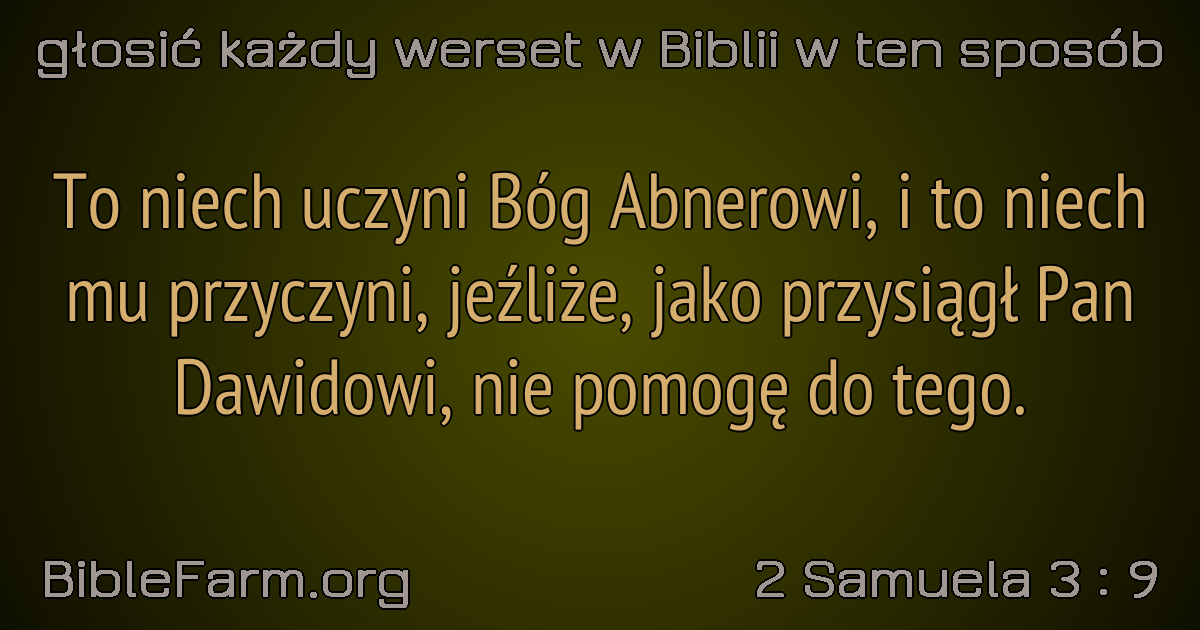 głosić każdy werset w Biblii w ten sposób
To niech uczyni Bóg Abnerowi, i to niech
mu przyczyni, jeźliże, jako przysiągł Pan
Dawidowi, nie pomogę do tego.
BibleFarm.org
2 Samuela 3 : 9